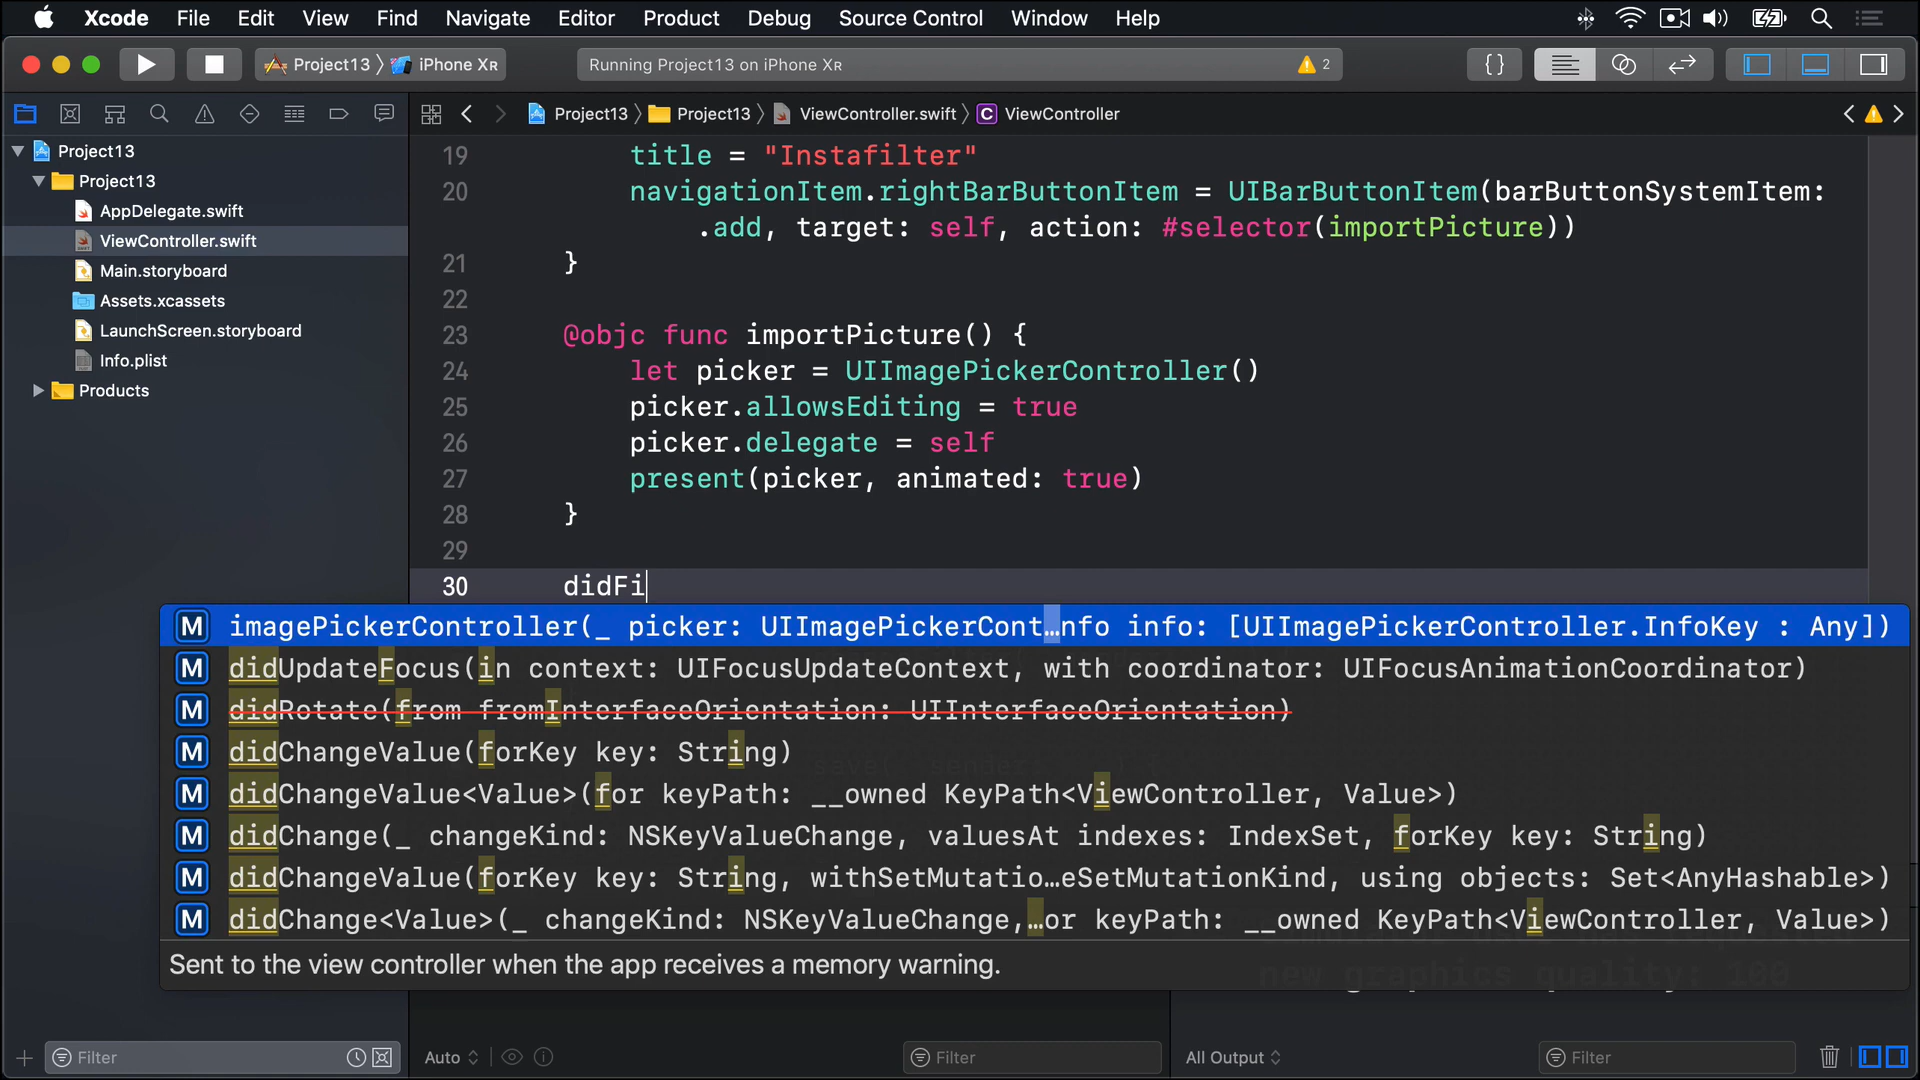 Xcode File Edit View Find Navigate Editor Product Debug Source Control Window Help
Project13 iPhone XR Running Project13 on iPhone XR 2 {}
Project13 Project13 ViewController.swift C ViewController
Project13
Project13
AppDelegate.swift
ViewController.swift
Main.storyboard
Assets.xcassets
LaunchScreen.storyboard
Info.plist
Products
19 title = "Instafilter"
20 navigationItem.rightBarButtonItem = UIBarButtonItem(barButtonSystemItem:
.add, target: self, action: #selector(importPicture))
21 }
22
23 @objc func importPicture() {
24 let picker = UIImagePickerController()
25 picker.allowsEditing = true
26 picker.delegate = self
27 present(picker, animated: true)
28 }
29
30 didFi
M imagePickerController(_ picker: UIImagePickerCont…nfo info: [UIImagePickerController.InfoKey : Any])
M didUpdateFocus(in context: UIFocusUpdateContext, with coordinator: UIFocusAnimationCoordinator)
M didRotate(from fromInterfaceOrientation: UIInterfaceOrientation)
M didChangeValue(forKey key: String)
M didChangeValue<Value>(for keyPath: __owned KeyPath<ViewController, Value>)
M didChange(_ changeKind: NSKeyValueChange, valuesAt indexes: IndexSet, forKey key: String)
M didChangeValue(forKey key: String, withSetMutatio…eSetMutationKind, using objects: Set<AnyHashable>)
M didChange<Value>(_ changeKind: NSKeyValueChange,…or keyPath: __owned KeyPath<ViewController, Value>)
Sent to the view controller when the app receives a memory warning.
new graphics quality: 100
Filter Auto Filter All Output Filter